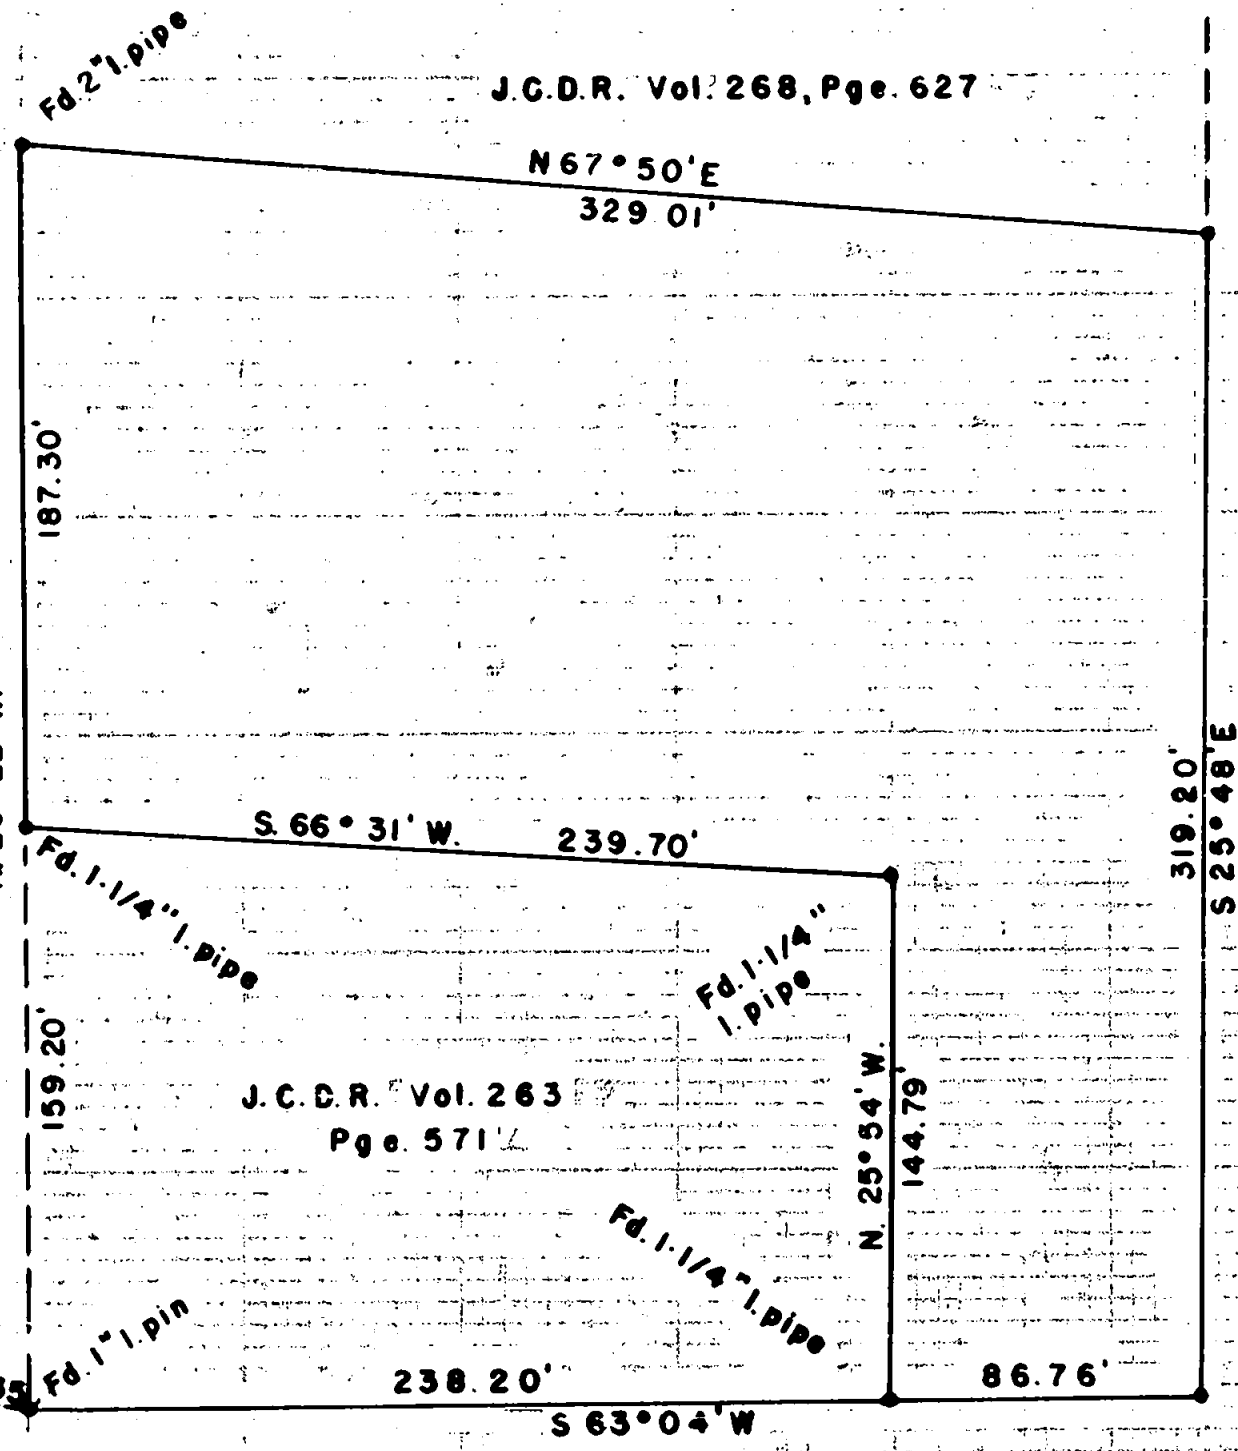 Fd. 2" I. pipe
J.C.D.R. Vol. 268, Pge. 627
N 67° 50' E
329.01'
187.30'
S. 66° 31' W. 239.70'
319.20'
S 25° 48' E
Fd. 1-1/4" I. pipe
Fd. 1-1/4"
I. pipe
159.20'
J.C.D.R. Vol. 263
Pge. 571
N. 25° 54' W.
144.79'
Fd. 1-1/4" I. pipe
Fd. 1" I. pin
238.20'
86.76'
S 63° 04' W